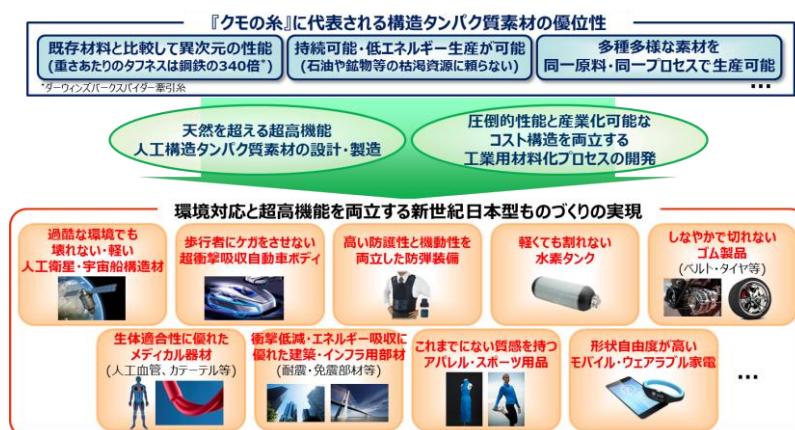 『クモの糸』に代表される構造タンパク質素材の優位性
既存材料と比較して異次元の性能
(重さあたりのタフネスは鋼鉄の340倍*)
持続可能・低エネルギー生産が可能
(石油や鉱物等の枯渇資源に頼らない)
多種多様な素材を
同一原料・同一プロセスで生産可能
*ダーウィンズバークスパイダー牽引糸
…
天然を超える超高機能
人工構造タンパク質素材の設計・製造
圧倒的性能と産業化可能な
コスト構造を両立する
工業用材料化プロセスの開発
環境対応と超高機能を両立する新世紀日本型ものづくりの実現
過酷な環境でも
壊れない・軽い
人工衛星・宇宙船構造材
歩行者にケガをさせない
超衝撃吸収自動車ボディ
高い防護性と機動性を
両立した防弾装備
軽くても割れない
水素タンク
しなやかで切れない
ゴム製品
(ベルト・タイヤ等)
生体適合性に優れた
メディカル器材
(人工血管、カテーテル等)
衝撃低減・エネルギー吸収に
優れた建築・インフラ用部材
(耐震・免震部材等)
これまでにない質感を持つ
アパレル・スポーツ用品
形状自由度が高い
モバイル・ウェアラブル家電
…